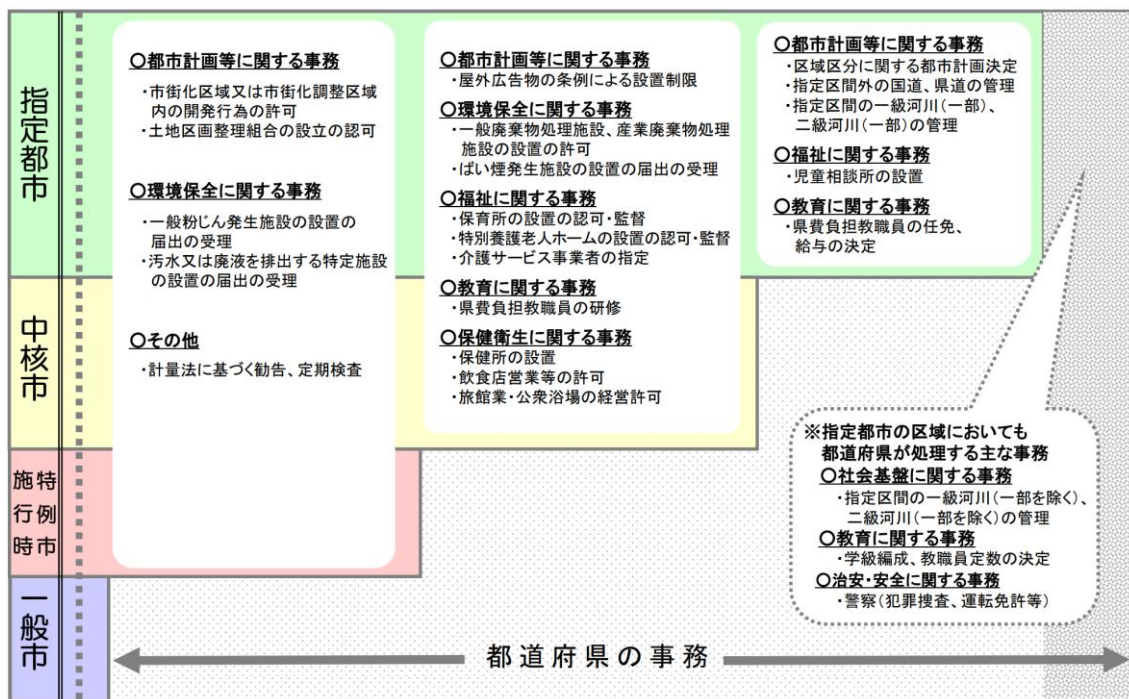 指定都市
中核市
施行時
特例市
一般市
〇都市計画等に関する事務
・市街化区域又は市街化調整区域
内の開発行為の許可
・土地区画整理組合の設立の認可
〇環境保全に関する事務
・一般粉じん発生施設の設置の
届出の受理
・汚水又は廃液を排出する特定施設
の設置の届出の受理
〇その他
・計量法に基づく勧告、定期検査
〇都市計画等に関する事務
・屋外広告物の条例による設置制限
〇環境保全に関する事務
・一般廃棄物処理施設、産業廃棄物処理
施設の設置の許可
・ばい煙発生施設の設置の届出の受理
〇福祉に関する事務
・保育所の設置の認可・監督
・特別養護老人ホームの設置の認可・監督
・介護サービス事業者の指定
〇教育に関する事務
・県費負担教職員の研修
〇保健衛生に関する事務
・保健所の設置
・飲食店営業等の許可
・旅館業・公衆浴場の経営許可
〇都市計画等に関する事務
・区域区分に関する都市計画決定
・指定区間外の国道、県道の管理
・指定区間の一級河川(一部)、
二級河川(一部)の管理
〇福祉に関する事務
・児童相談所の設置
〇教育に関する事務
・県費負担教職員の任免、
給与の決定
※指定都市の区域においても
都道府県が処理する主な事務
〇社会基盤に関する事務
・指定区間の一級河川(一部を除く)、
二級河川(一部を除く)の管理
〇教育に関する事務
・学級編成、教職員定数の決定
〇治安・安全に関する事務
・警察(犯罪捜査、運転免許等)
都道府県の事務